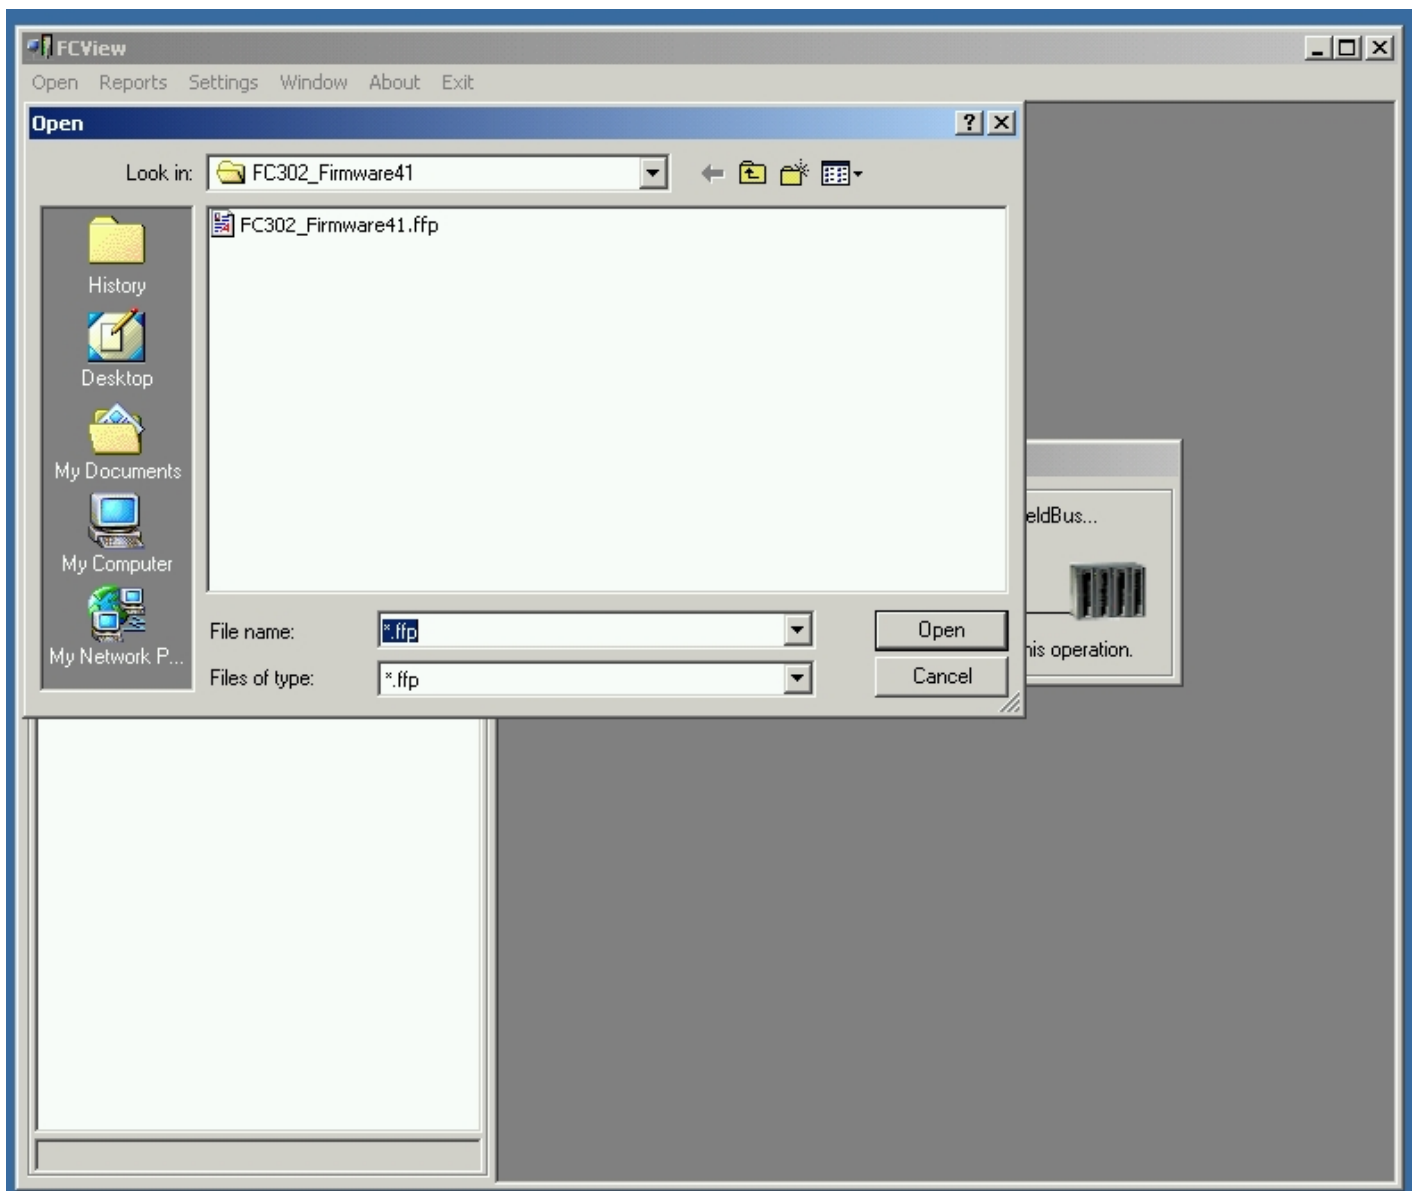 FCView
Open Reports Settings Window About Exit
Open
Look in: FC302_Firmware41
FC302_Firmware41.ffp
History
Desktop
My Documents
My Computer
My Network P...
File name: *.ffp
Open
Files of type: *.ffp
Cancel
eldBus...
his operation.